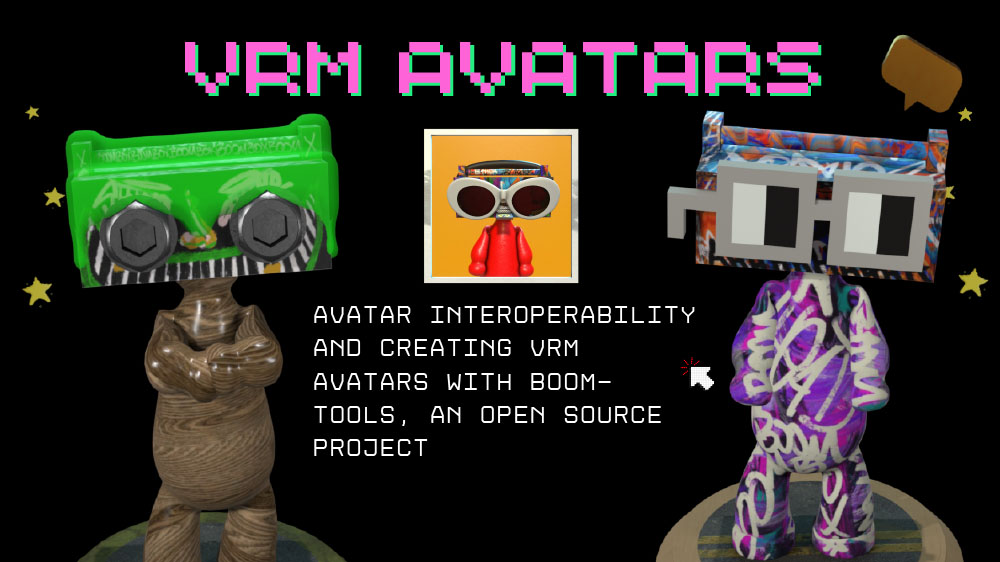 VRM AVATARS
AVATAR INTEROPERABILITY
AND CREATING VRM
AVATARS WITH BOOM-
TOOLS, AN OPEN SOURCE
PROJECT